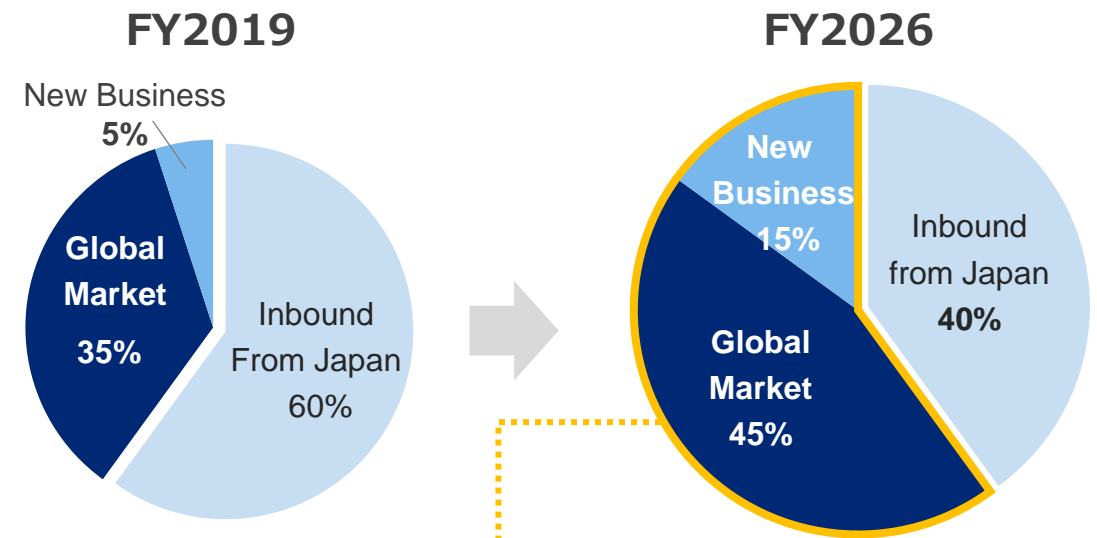 FY2019
New Business
5%
Global
Market
35%
Inbound
From Japan
60%
FY2026
New
Business
15%
Inbound
from Japan
40%
Global
Market
45%